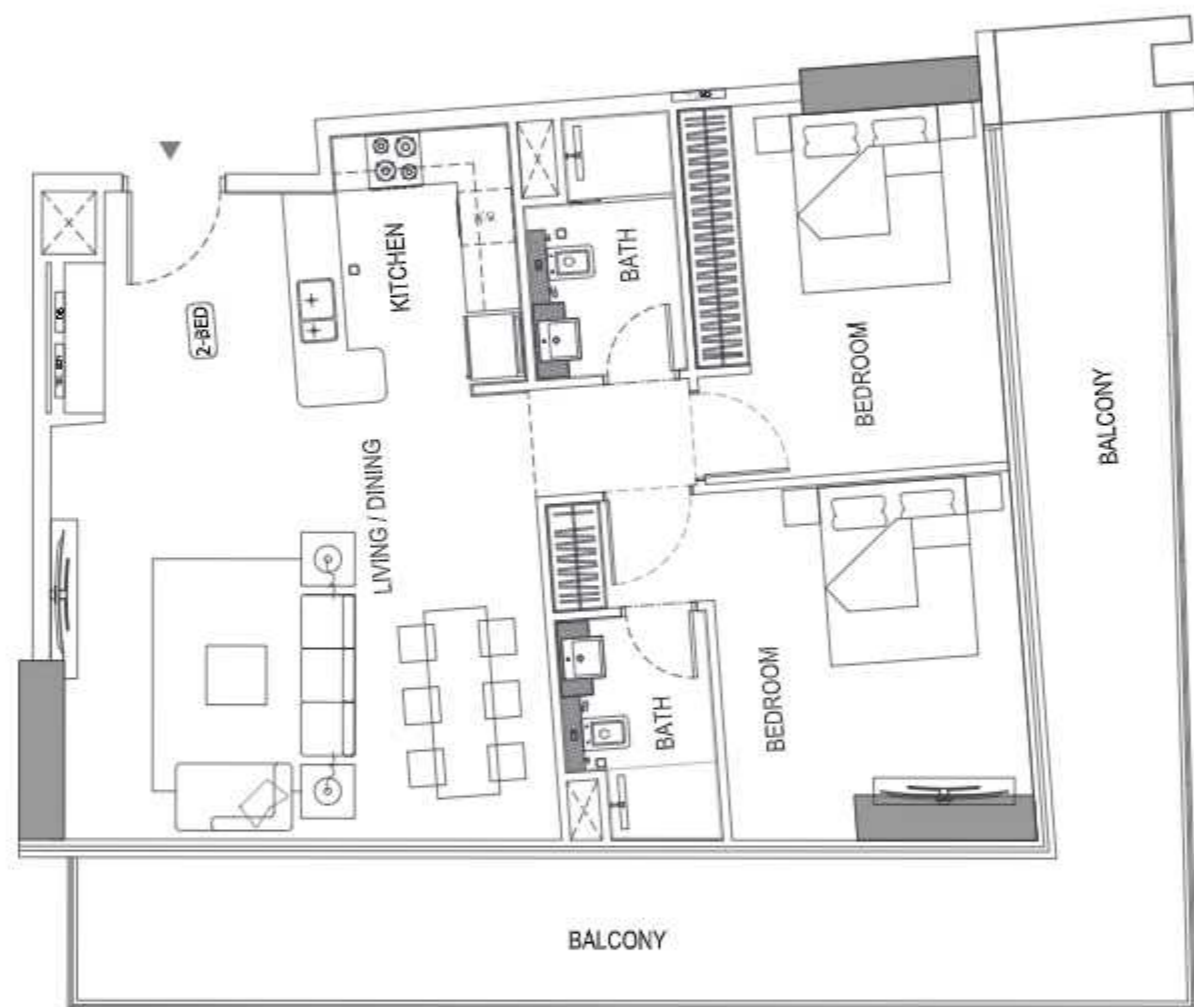 2-BED
KITCHEN
BATH
BEDROOM
BALCONY
LIVING / DINING
BATH
BEDROOM
BALCONY